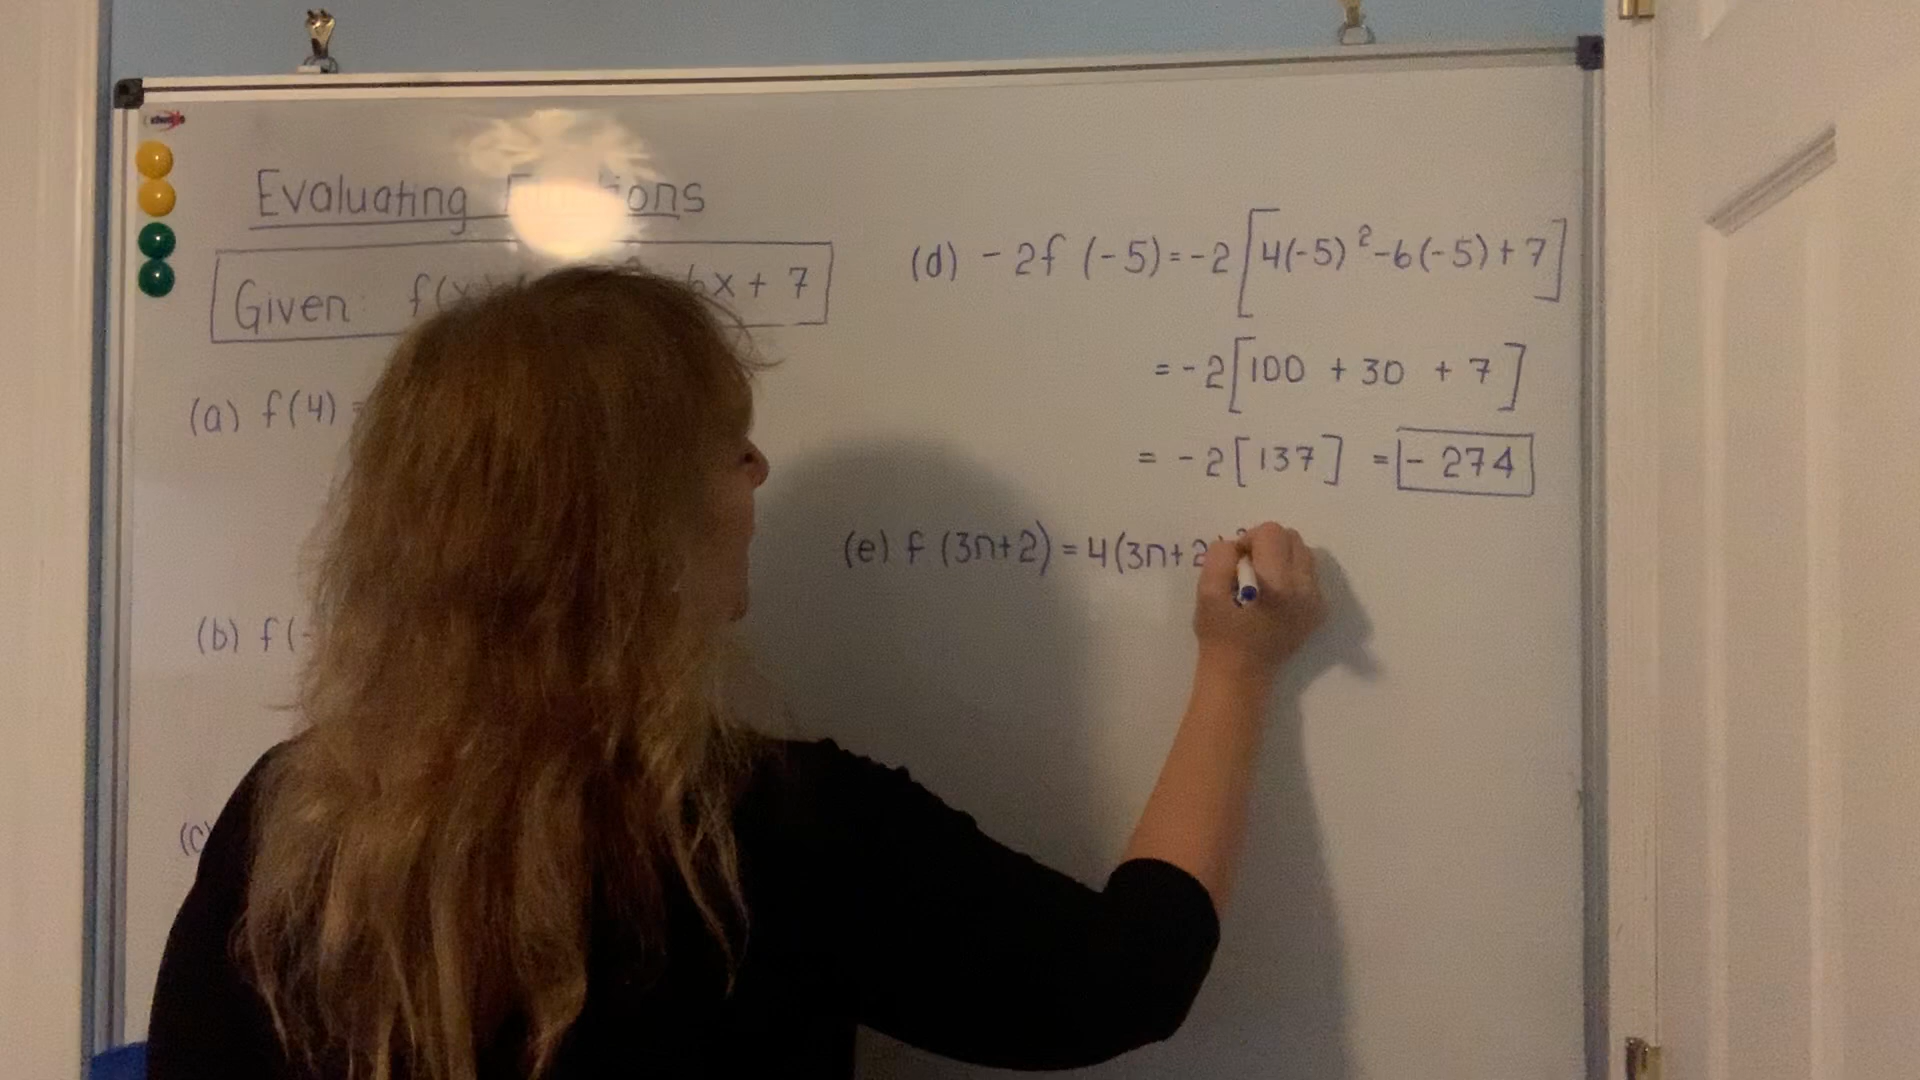 Evaluating
Given: f(x) 6x + 7
(a) f(4) =
(b) f(-
(c)
(d) - 2f (-5) = -2[4(-5)²-6(-5)+7]
= -2[100 + 30 + 7]
= -2[137] = -274
(e) f (3n+2) = 4(3n+2)²